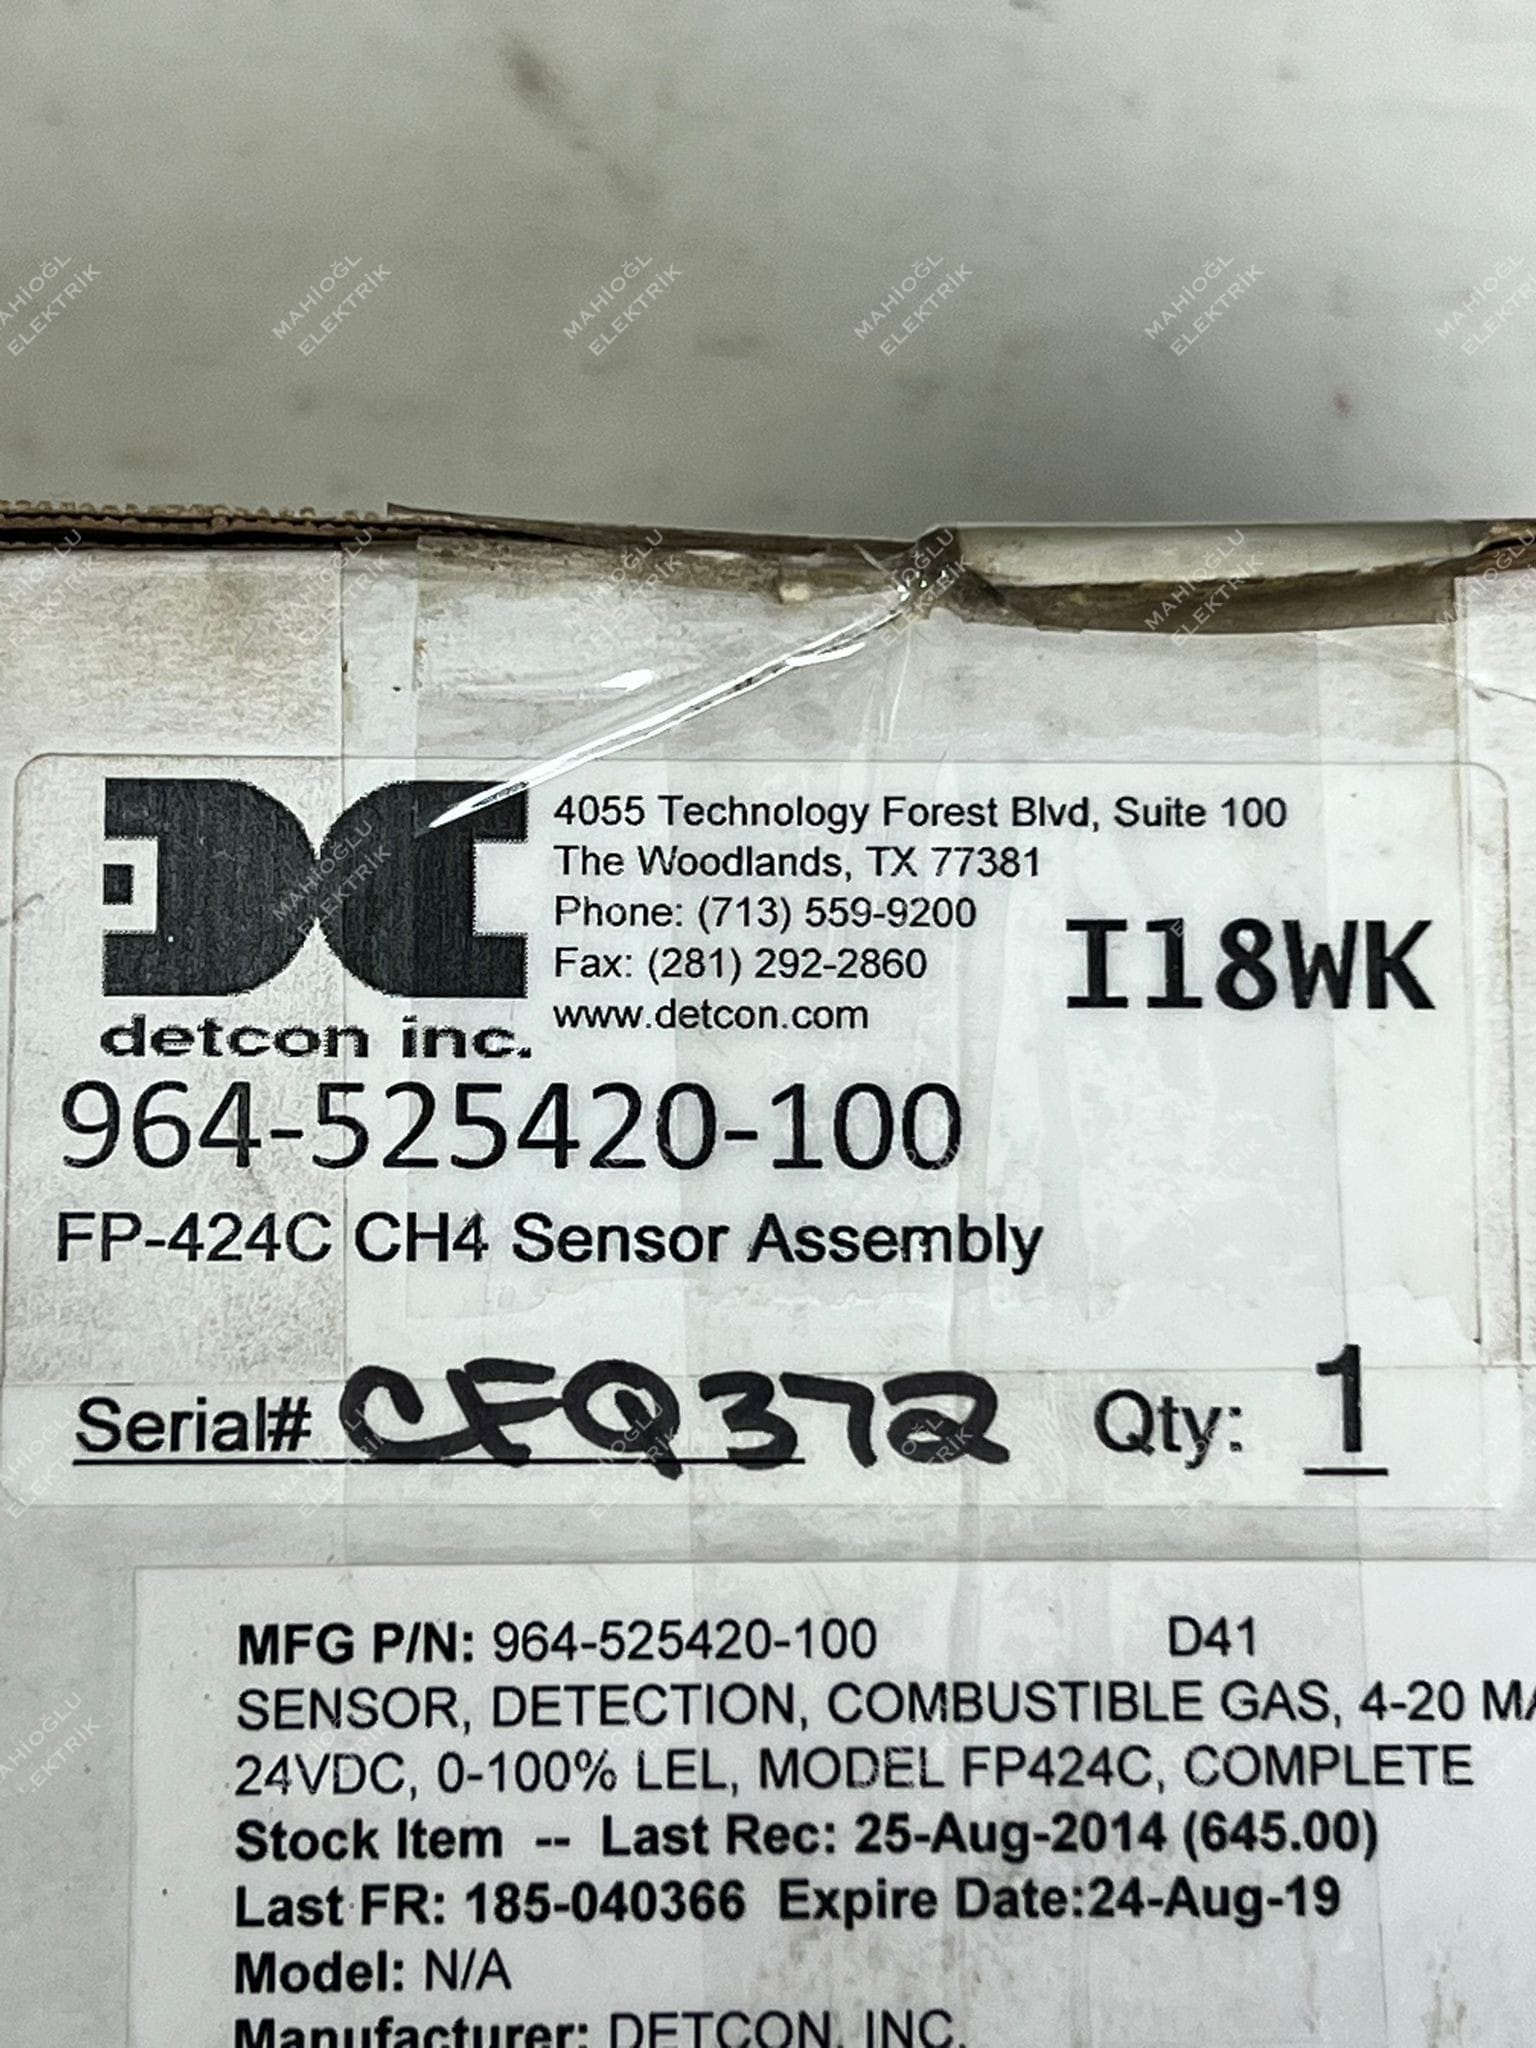 4055 Technology Forest Blvd, Suite 100
The Woodlands, TX 77381
Phone: (713) 559-9200
Fax: (281) 292-2860
www.detcon.com
I18WK
detcon inc.
964-525420-100
FP-424C CH4 Sensor Assembly
Serial# CFQ372 Qty: 1
MFG P/N: 964-525420-100 D41
SENSOR, DETECTION, COMBUSTIBLE GAS, 4-20 MA
24VDC, 0-100% LEL, MODEL FP424C, COMPLETE
Stock Item -- Last Rec: 25-Aug-2014 (645.00)
Last FR: 185-040366 Expire Date:24-Aug-19
Model: N/A
Manufacturer: DETCON, INC.
MAHİOĞLU
ELEKTRİK